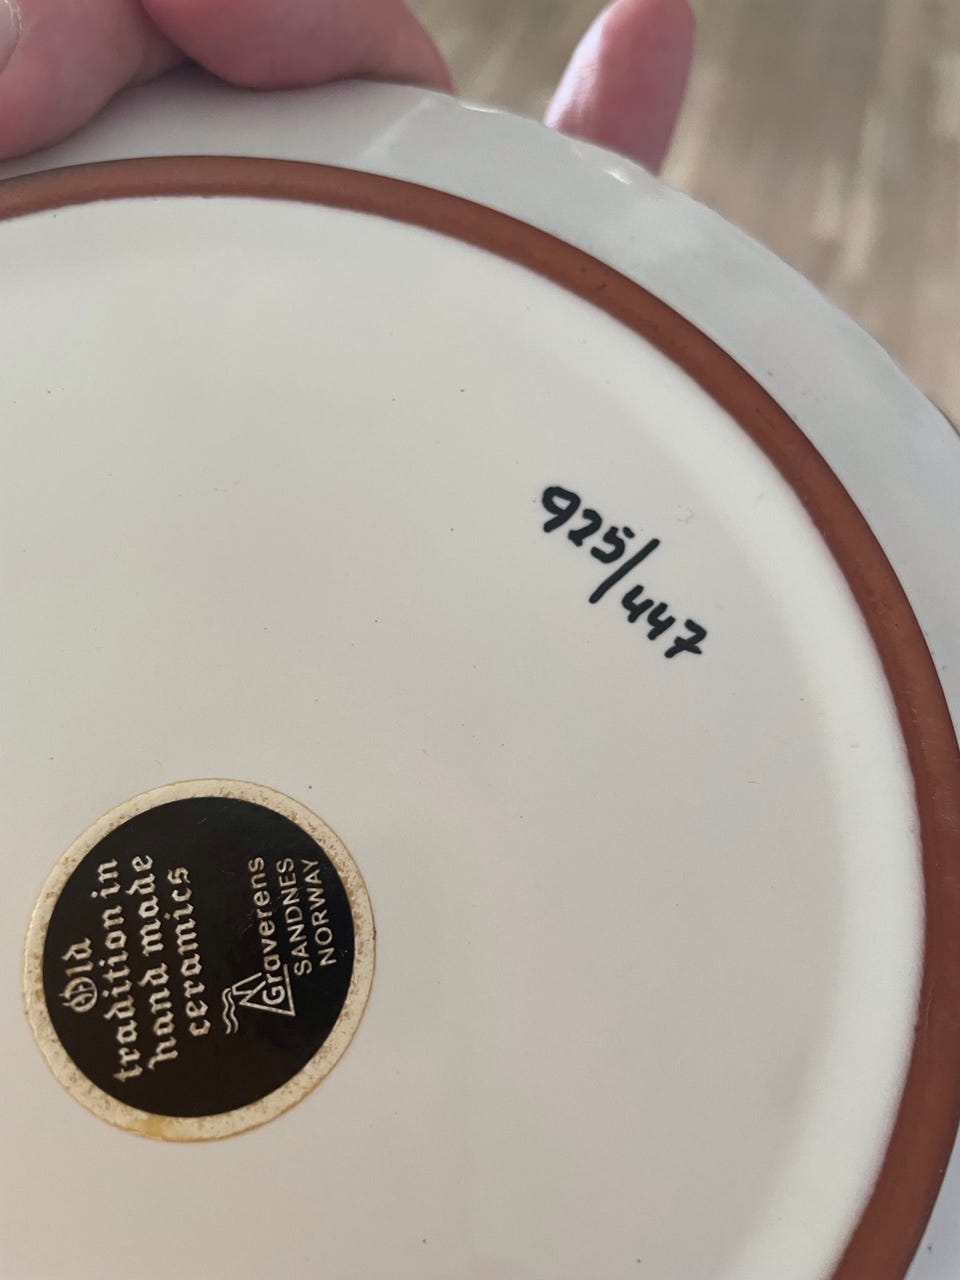 925/447
Old
tradition in
hand made
ceramics
Graverens
SANDNES
NORWAY